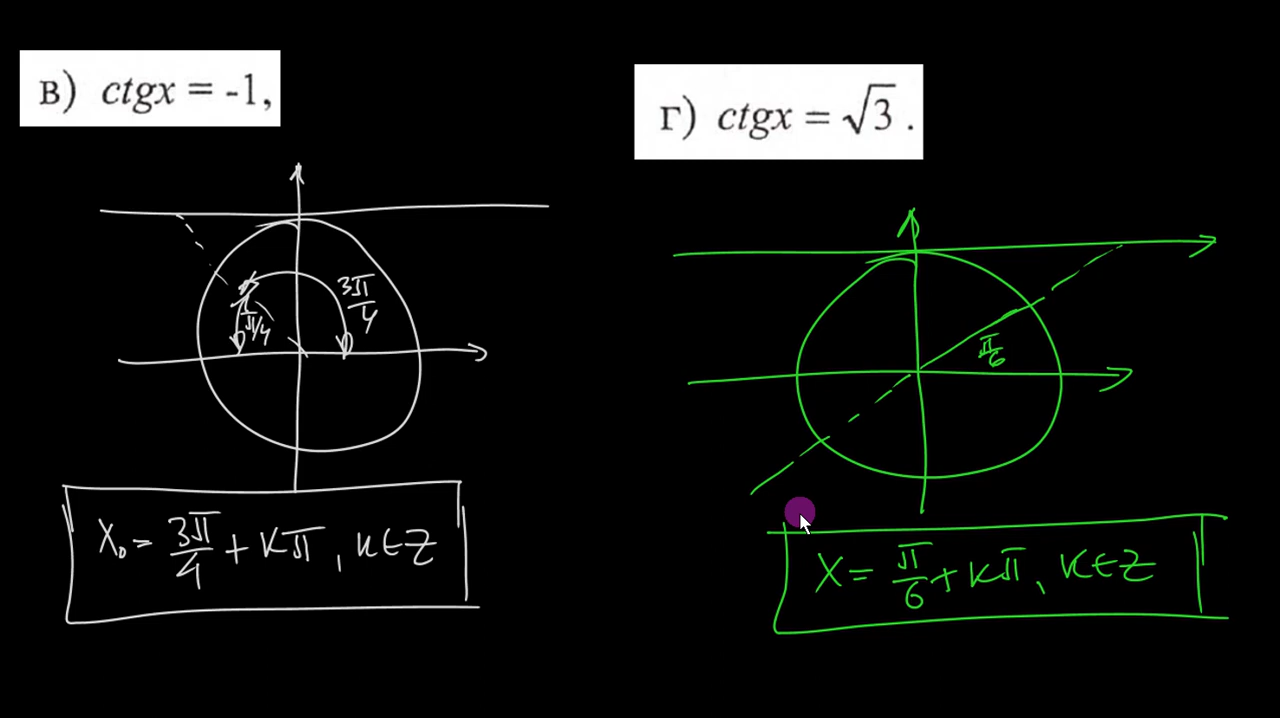 в) ctgx = -1,
3π/4
π/4
X₀ = 3π/4 + Kπ, K ∈ Z
г) ctgx = √3 .
π/6
X = π/6 + Kπ, K ∈ Z